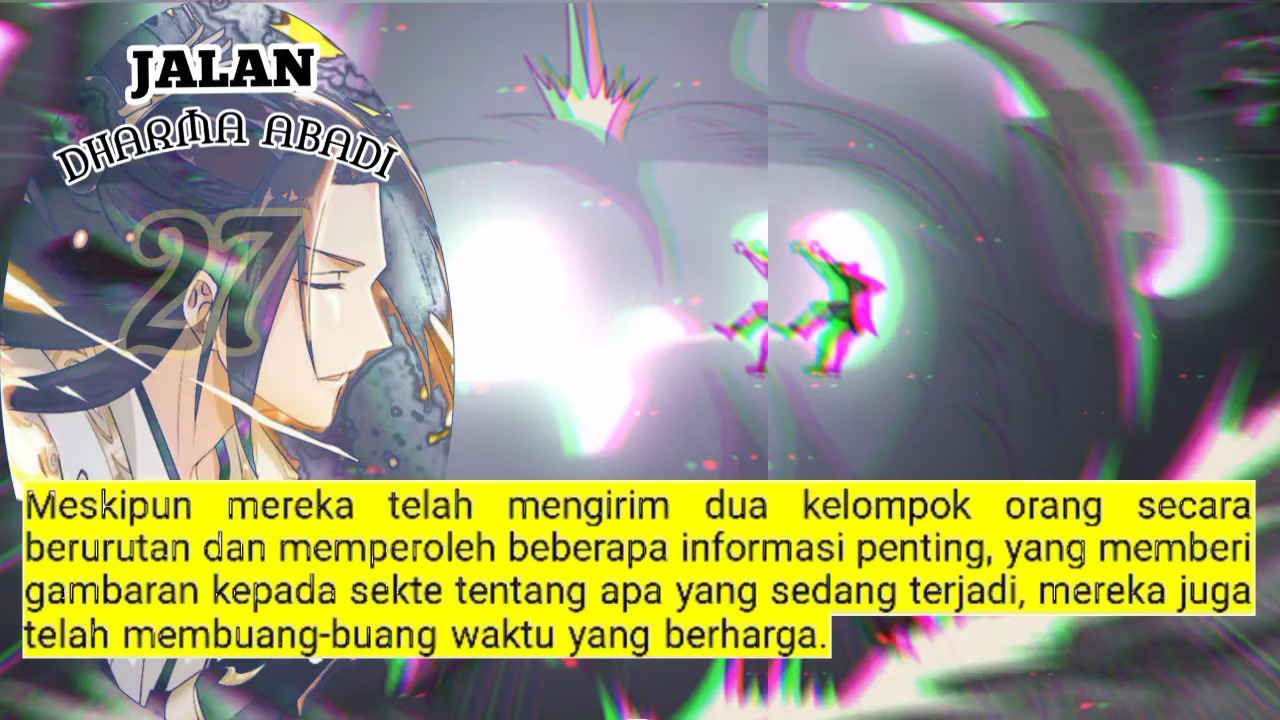 JALAN
DHARMA ABADI
27
Meskipun mereka telah mengirim dua kelompok orang secara
berurutan dan memperoleh beberapa informasi penting, yang memberi
gambaran kepada sekte tentang apa yang sedang terjadi, mereka juga
telah membuang-buang waktu yang berharga.